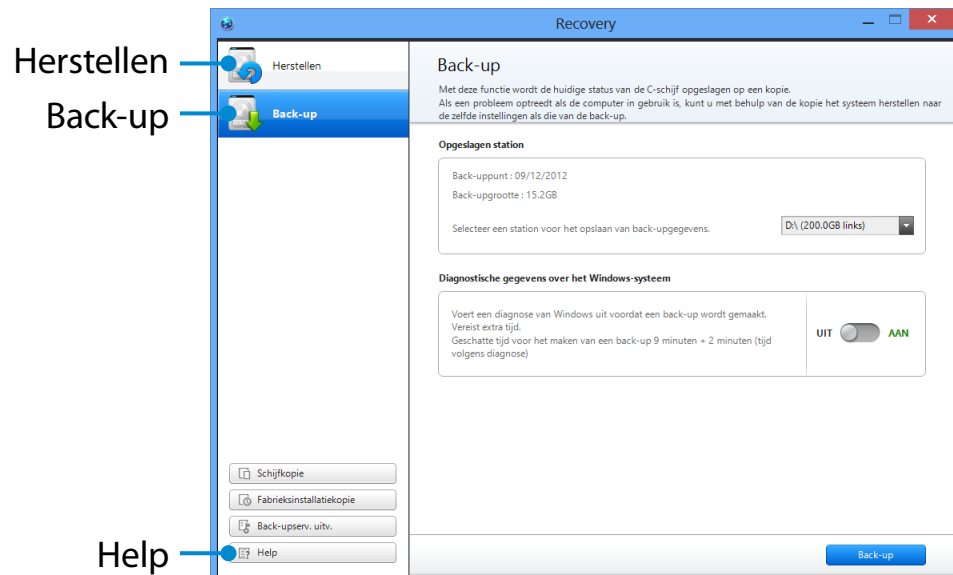 Recovery
Herstellen
Back-up
Help
Herstellen
Back-up
Schijfkopie
Fabrieksinstallatiekopie
Back-upserv. uitv.
Help
Back-up
Met deze functie wordt de huidige status van de C-schijf opgeslagen op een kopie.
Als een probleem optreedt als de computer in gebruik is, kunt u met behulp van de kopie het systeem herstellen naar
de zelfde instellingen als die van de back-up.
Opgeslagen station
Back-uppunt : 09/12/2012
Back-upgrootte : 15.2GB
Selecteer een station voor het opslaan van back-upgegevens.
D:\ (200.0GB links)
Diagnostische gegevens over het Windows-systeem
Voert een diagnose van Windows uit voordat een back-up wordt gemaakt.
Vereist extra tijd.
Geschatte tijd voor het maken van een back-up 9 minuten + 2 minuten (tijd
volgens diagnose)
UIT
AAN
Back-up